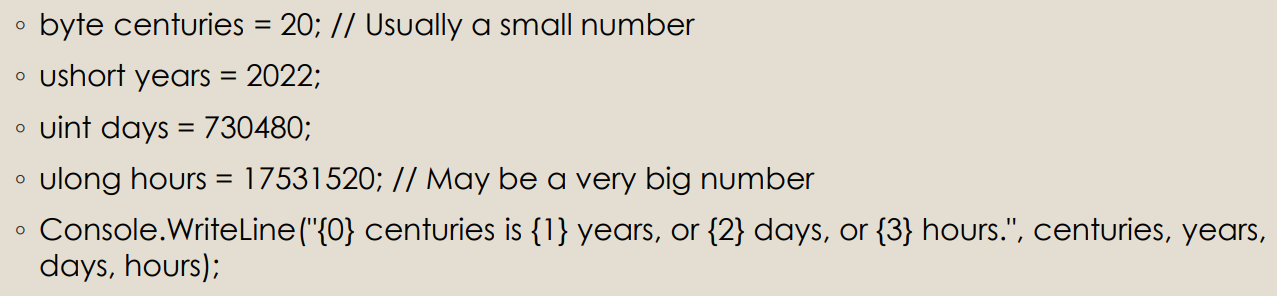 ◦ byte centuries = 20; // Usually a small number
◦ ushort years = 2022;
◦ uint days = 730480;
◦ ulong hours = 17531520; // May be a very big number
◦ Console.WriteLine("{0} centuries is {1} years, or {2} days, or {3} hours.", centuries, years,
days, hours);